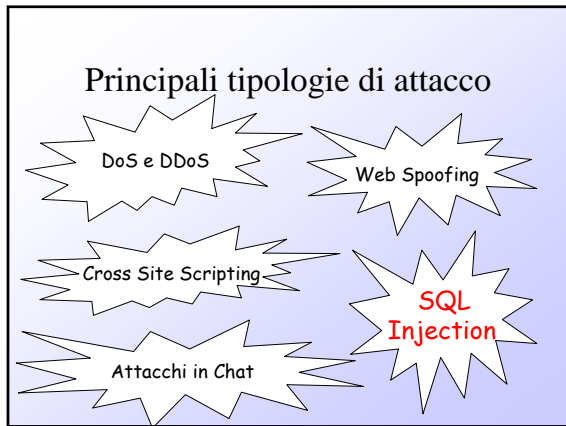 Principali tipologie di attacco
DoS e DDoS
Web Spoofing
Cross Site Scripting
SQL
Injection
Attacchi in Chat